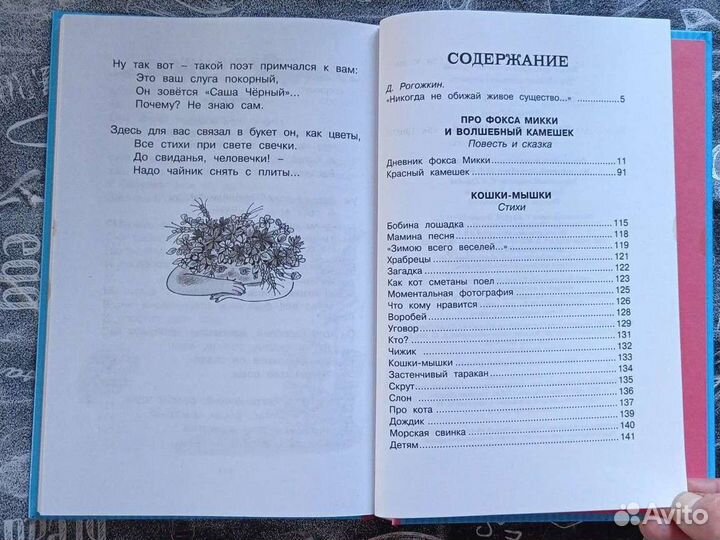 Ну так вот – такой поэт примчался к вам:
Это ваш слуга покорный,
Он зовётся «Саша Чёрный»...
Почему? Не знаю сам.
Здесь для вас связал в букет он, как цветы,
Все стихи при свете свечки.
До свиданья, человечки! –
Надо чайник снять с плиты...
СОДЕРЖАНИЕ
Д. Рогожкин.
«Никогда не обижай живое существо...» ............ 5
ПРО ФОКСА МИККИ
И ВОЛШЕБНЫЙ КАМЕШЕК
Повесть и сказка
Дневник фокса Микки ............ 11
Красный камешек ............ 91
КОШКИ-МЫШКИ
Стихи
Бобина лошадка ............ 115
Мамина песня ............ 118
«Зимою всего веселей...» ............ 119
Храбрецы ............ 121
Загадка ............ 122
Как кот сметаны поел ............ 123
Моментальная фотография ............ 125
Что кому нравится ............ 126
Воробей ............ 128
Уговор ............ 129
Кто? ............ 131
Чижик ............ 132
Кошки-мышки ............ 133
Застенчивый таракан ............ 134
Скрут ............ 135
Слон ............ 136
Про кота ............ 137
Дождик ............ 139
Морская свинка ............ 140
Детям ............ 141
Avito